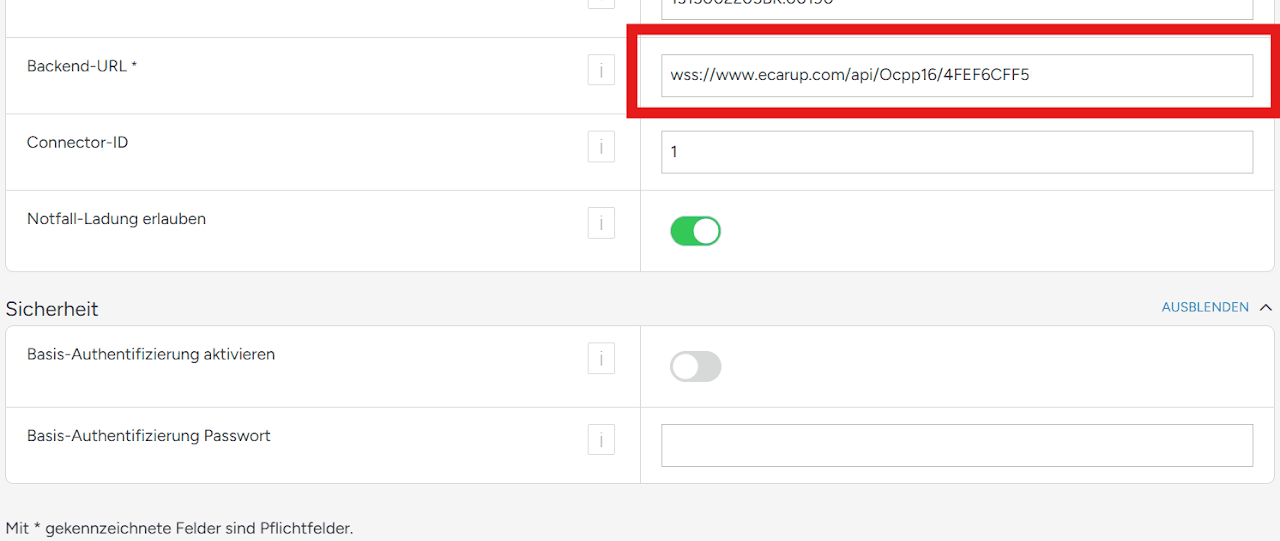 Backend-URL *
i
wss://www.ecarup.com/api/Ocpp16/4FEF6CFF5
Connector-ID
i
1
Notfall-Ladung erlauben
i
Sicherheit
AUSBLENDEN
Basis-Authentifizierung aktivieren
i
Basis-Authentifizierung Passwort
i
Mit * gekennzeichnete Felder sind Pflichtfelder.